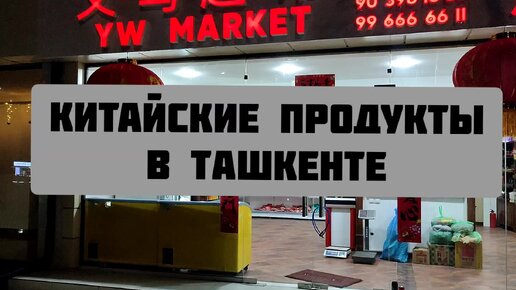 YW MARKET
99 666 66 11
КИТАЙСКИЕ ПРОДУКТЫ
В ТАШКЕНТЕ